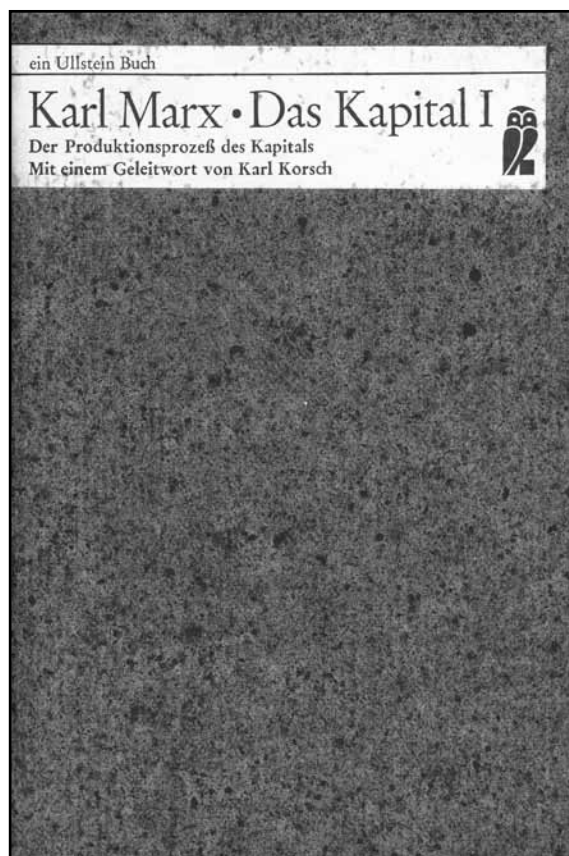 ein Ullstein Buch
Karl Marx • Das Kapital I
Der Produktionsprozeß des Kapitals
Mit einem Geleitwort von Karl Korsch